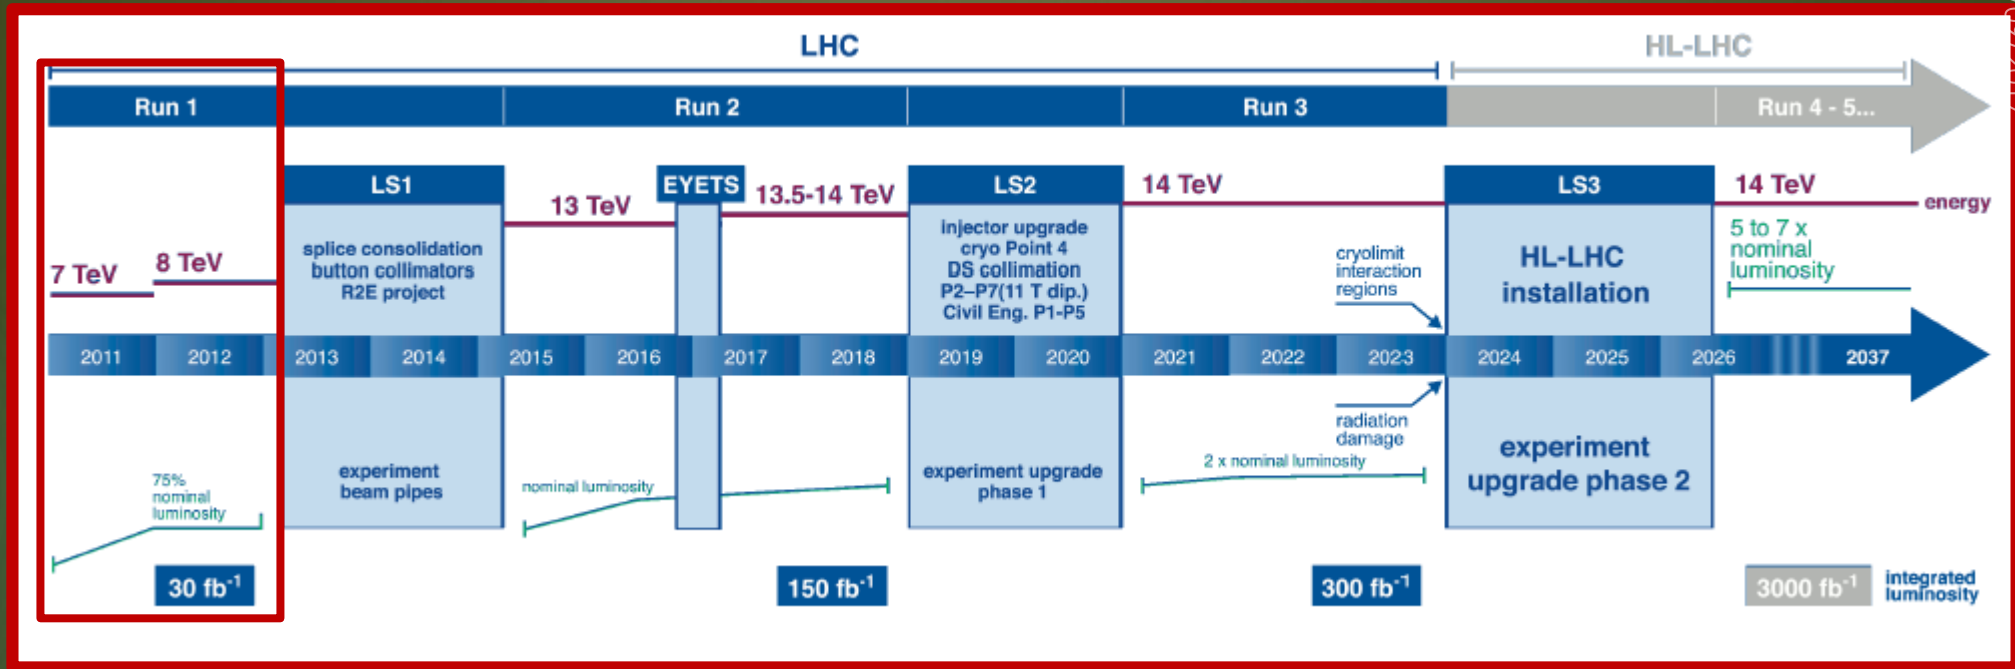 LHC
HL-LHC
Run 1
Run 2
Run 3
Run 4 - 5...
LS1
EYETS
LS2
LS3
7 TeV
8 TeV
13 TeV
13.5-14 TeV
14 TeV
14 TeV
energy
splice consolidation
button collimators
R2E project
injector upgrade
cryo Point 4
DS collimation
P2–P7(11 T dip.)
Civil Eng. P1-P5
cryolimit
interaction
regions
HL-LHC
installation
5 to 7 x
nominal
luminosity
2011
2012
2013
2014
2015
2016
2017
2018
2019
2020
2021
2022
2023
2024
2025
2026
2037
75%
nominal
luminosity
experiment
beam pipes
nominal luminosity
experiment upgrade
phase 1
2 x nominal luminosity
radiation
damage
experiment
upgrade phase 2
30 fb⁻¹
150 fb⁻¹
300 fb⁻¹
3000 fb⁻¹
integrated
luminosity